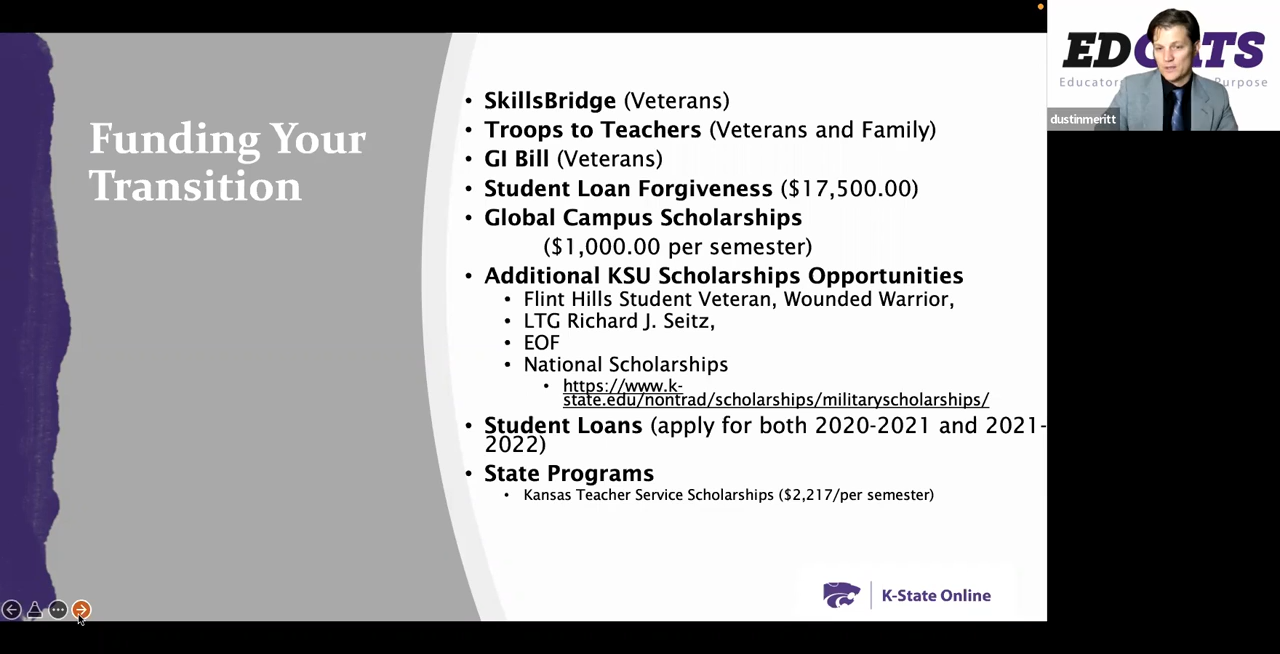 Funding Your
Transition
• SkillsBridge (Veterans)
• Troops to Teachers (Veterans and Family)
• GI Bill (Veterans)
• Student Loan Forgiveness ($17,500.00)
• Global Campus Scholarships
($1,000.00 per semester)
• Additional KSU Scholarships Opportunities
• Flint Hills Student Veteran, Wounded Warrior,
• LTG Richard J. Seitz,
• EOF
• National Scholarships
• https://www.k-
state.edu/nontrad/scholarships/militaryscholarships/
• Student Loans (apply for both 2020-2021 and 2021-
2022)
• State Programs
• Kansas Teacher Service Scholarships ($2,217/per semester)
K-State Online
Purpose
dustinmeritt